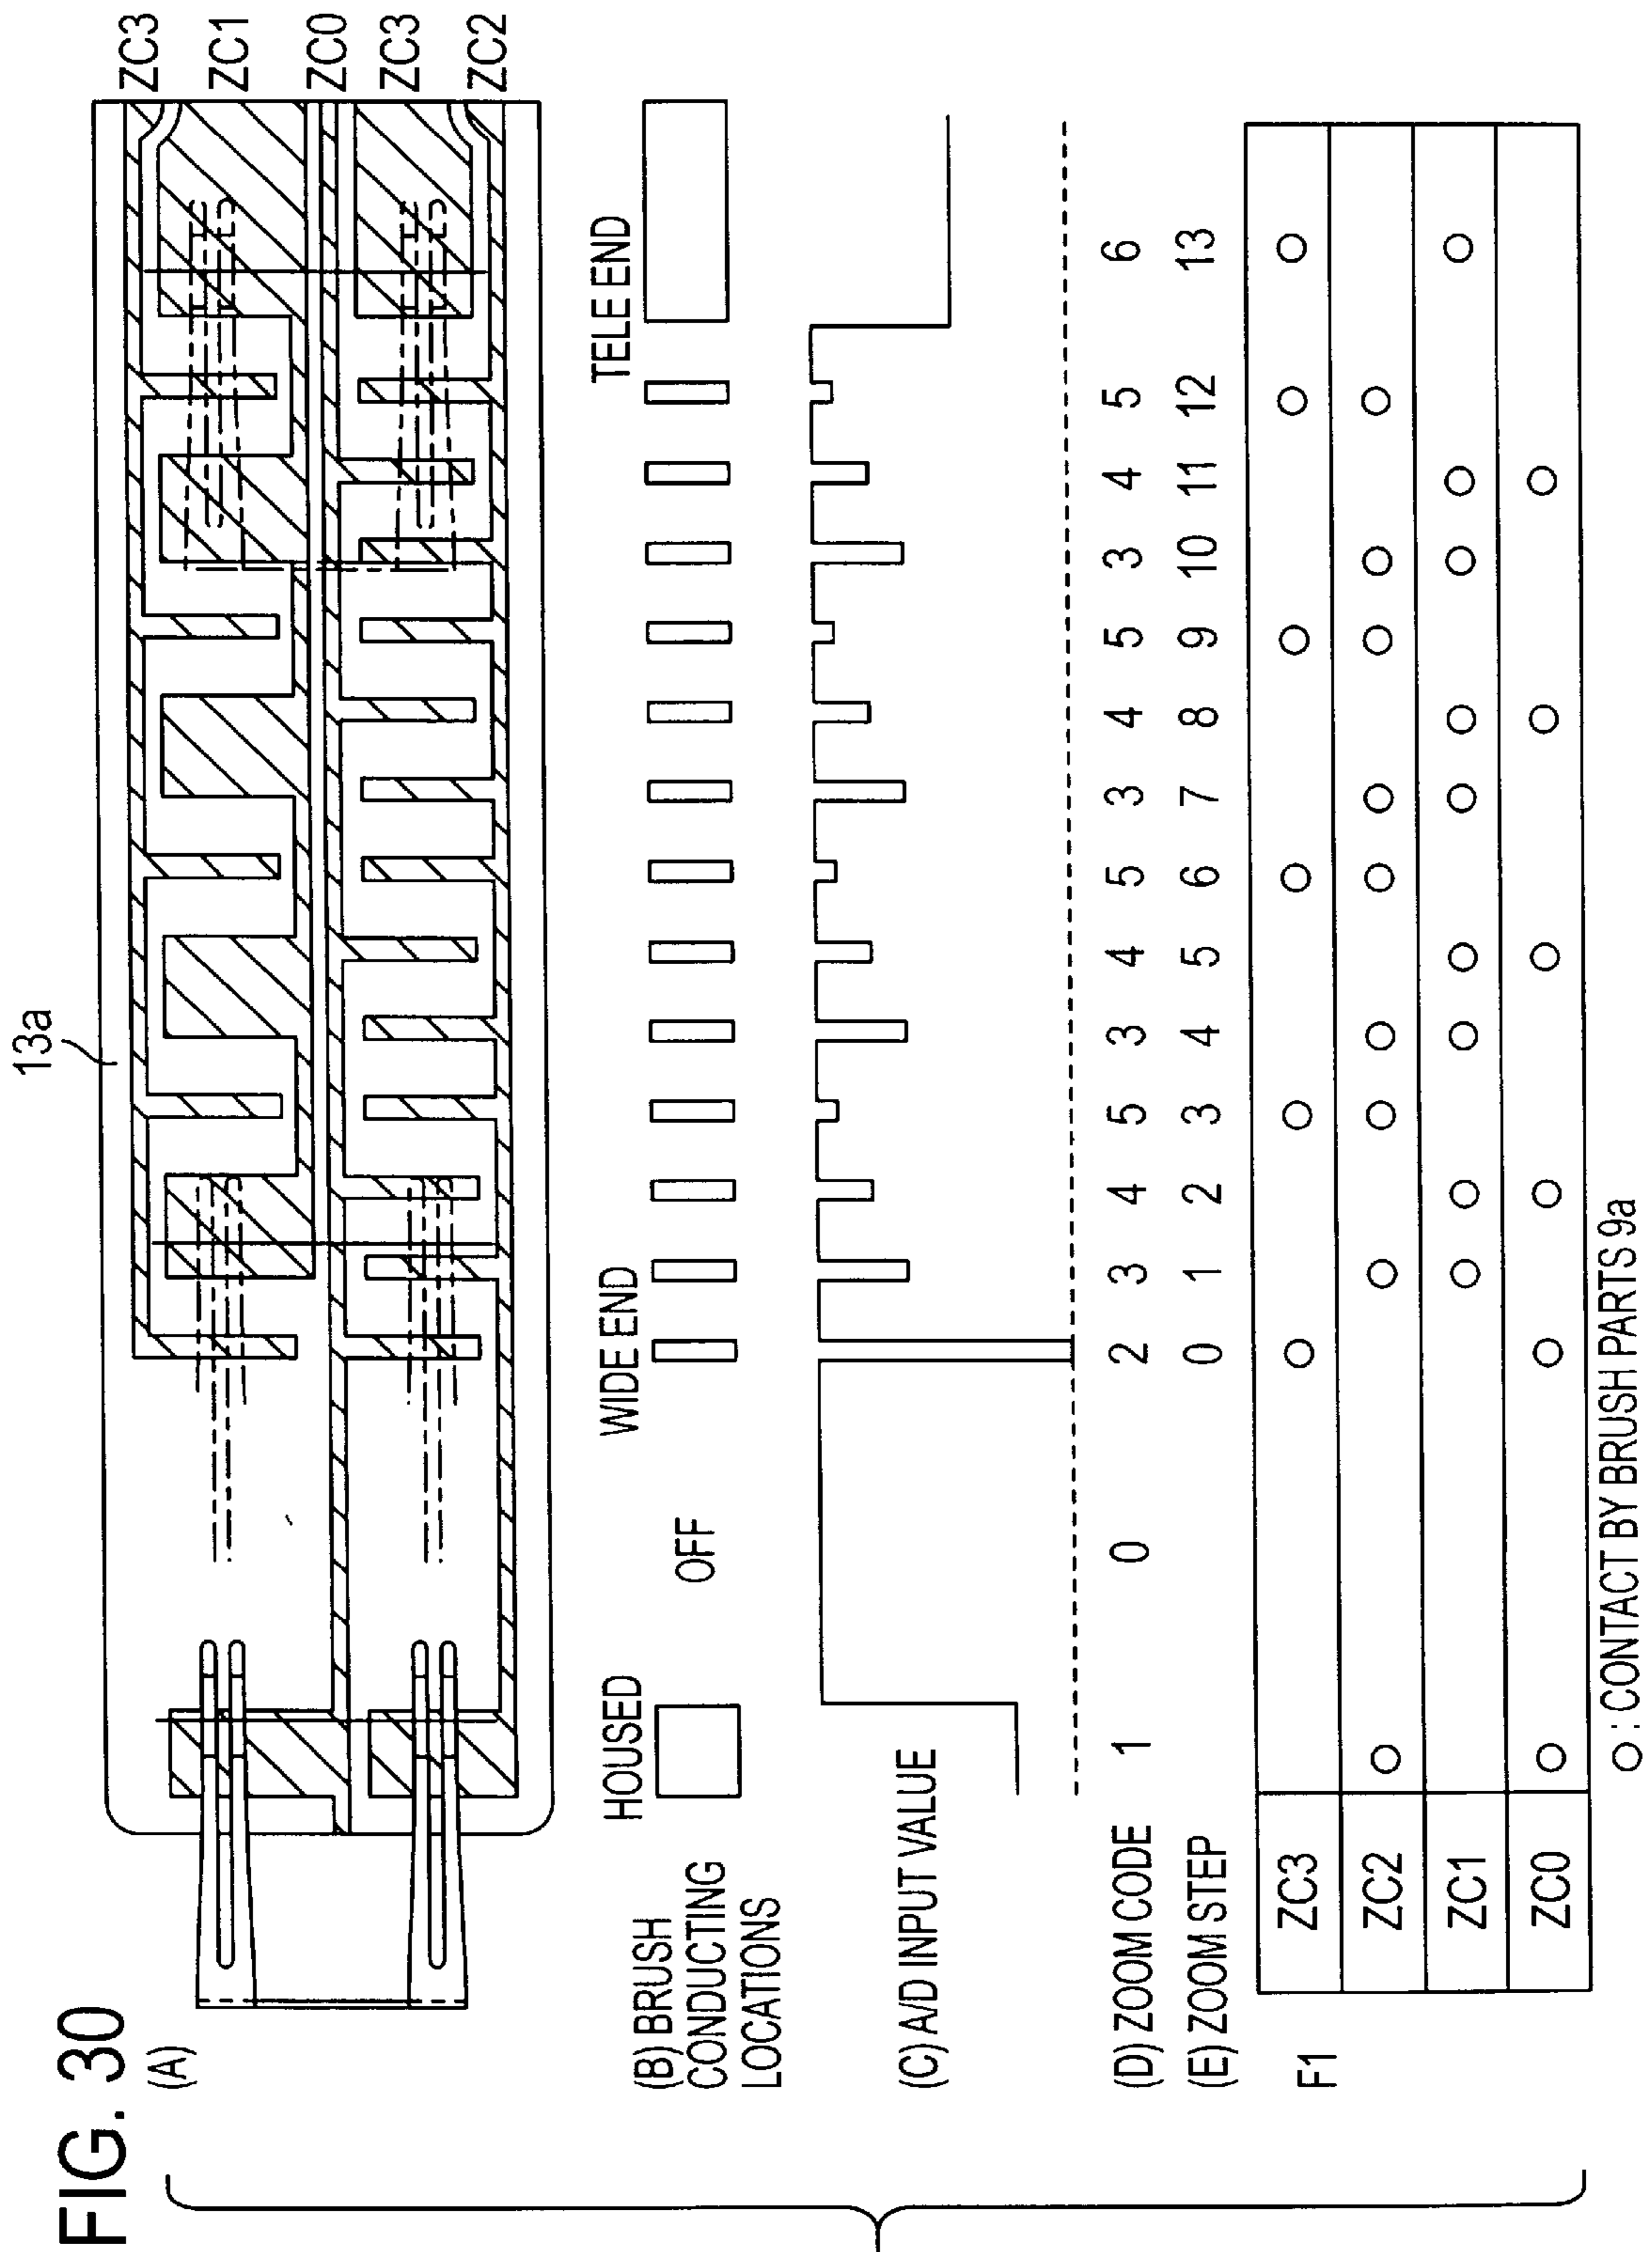 FIG. 30
(A)
13a
ZC3
ZC1
ZC0
ZC3
ZC2
(B) BRUSH
CONDUCTING
LOCATIONS
HOUSED
OFF
WIDE END
TELE END
(C) A/D INPUT VALUE
(D) ZOOM CODE 1 0 2 3 4 5 3 4 5 3 4 5 3 4 5 6
(E) ZOOM STEP 0 1 2 3 4 5 6 7 8 9 10 11 12 13
F1
ZC3
ZC2
ZC1
ZC0
○ : CONTACT BY BRUSH PARTS 9a